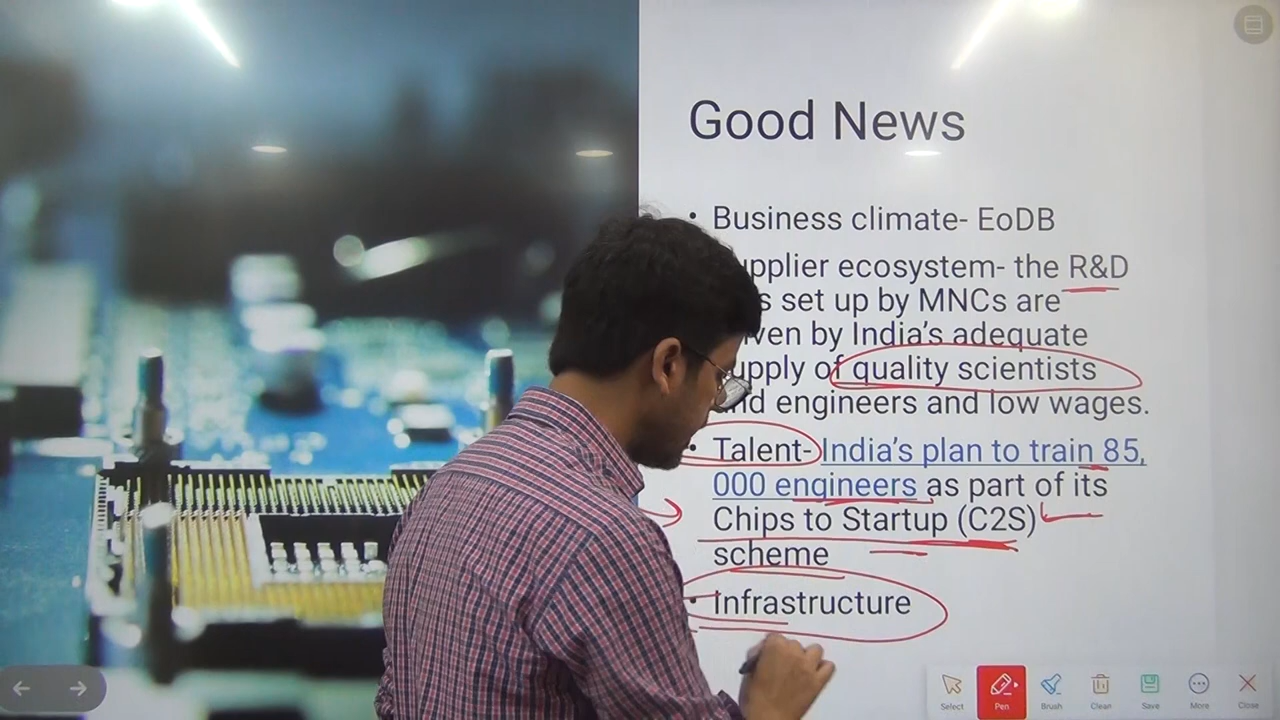 Good News
• Business climate- EoDB
upplier ecosystem- the R&D
set up by MNCs are
by India's adequate
upply of quality scientists
and engineers and low wages.
• Talent- India's plan to train 85,
000 engineers as part of its
Chips to Startup (C2S)
scheme
• Infrastructure
Select
Pen
Brush
Clean
Save
More
Close